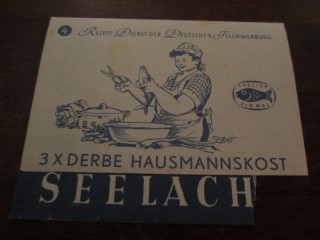 4 REZEPT-DIENST DER DEUTSCHEN FISCHWERBUNG
3 X DERBE HAUSMANNSKOST
SEELACH